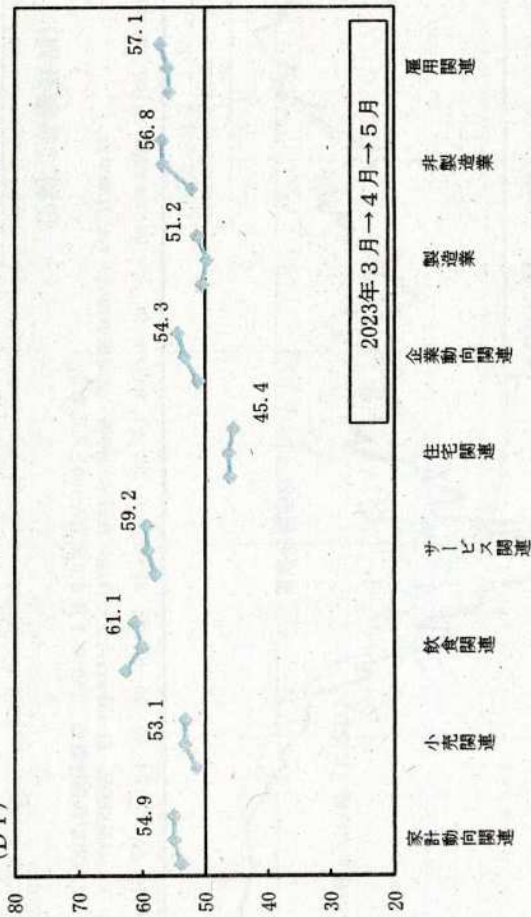 (DI)
80
70
60
50
40
30
20
54.9
53.1
61.1
59.2
45.4
54.3
51.2
56.8
57.1
2023年3月→4月→5月
家計動向関連
小売関連
飲食関連
サービス関連
住宅関連
企業動向関連
製造業
非製造業
雇用関連